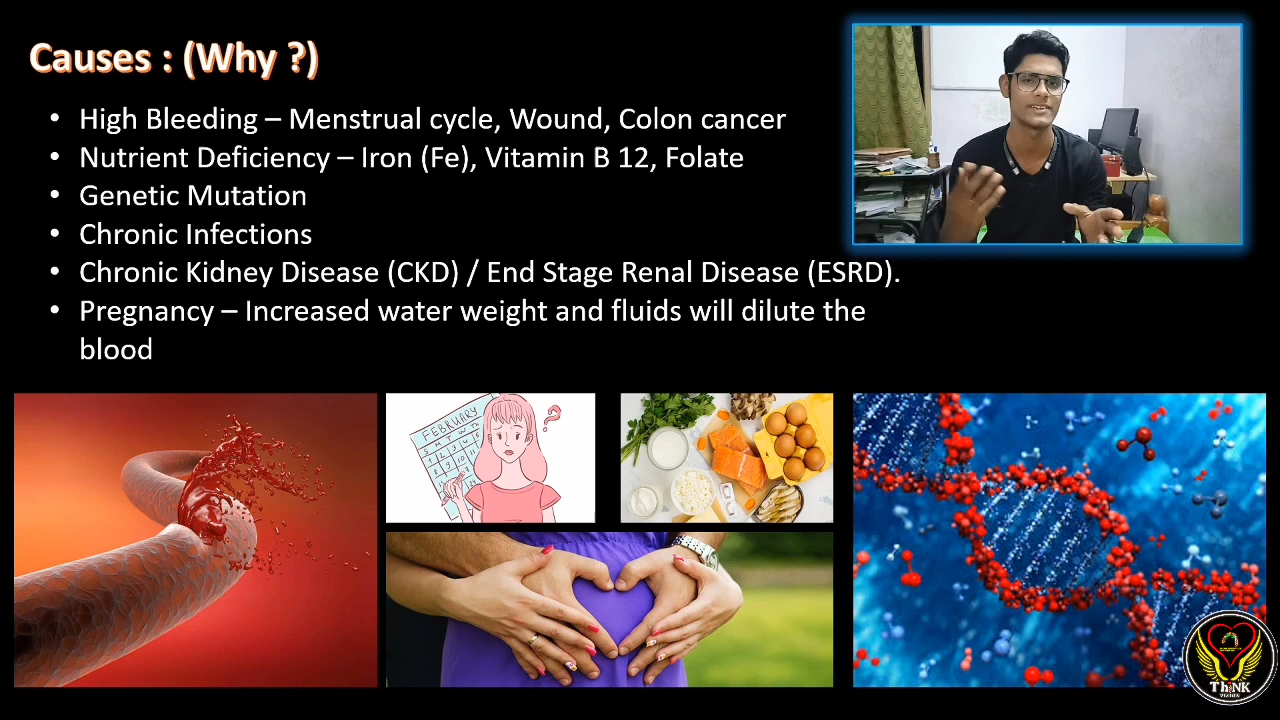 Causes : (Why ?)
• High Bleeding – Menstrual cycle, Wound, Colon cancer
• Nutrient Deficiency – Iron (Fe), Vitamin B 12, Folate
• Genetic Mutation
• Chronic Infections
• Chronic Kidney Disease (CKD) / End Stage Renal Disease (ESRD).
• Pregnancy – Increased water weight and fluids will dilute the
blood
FEBRUARY
ThiNK
VISION